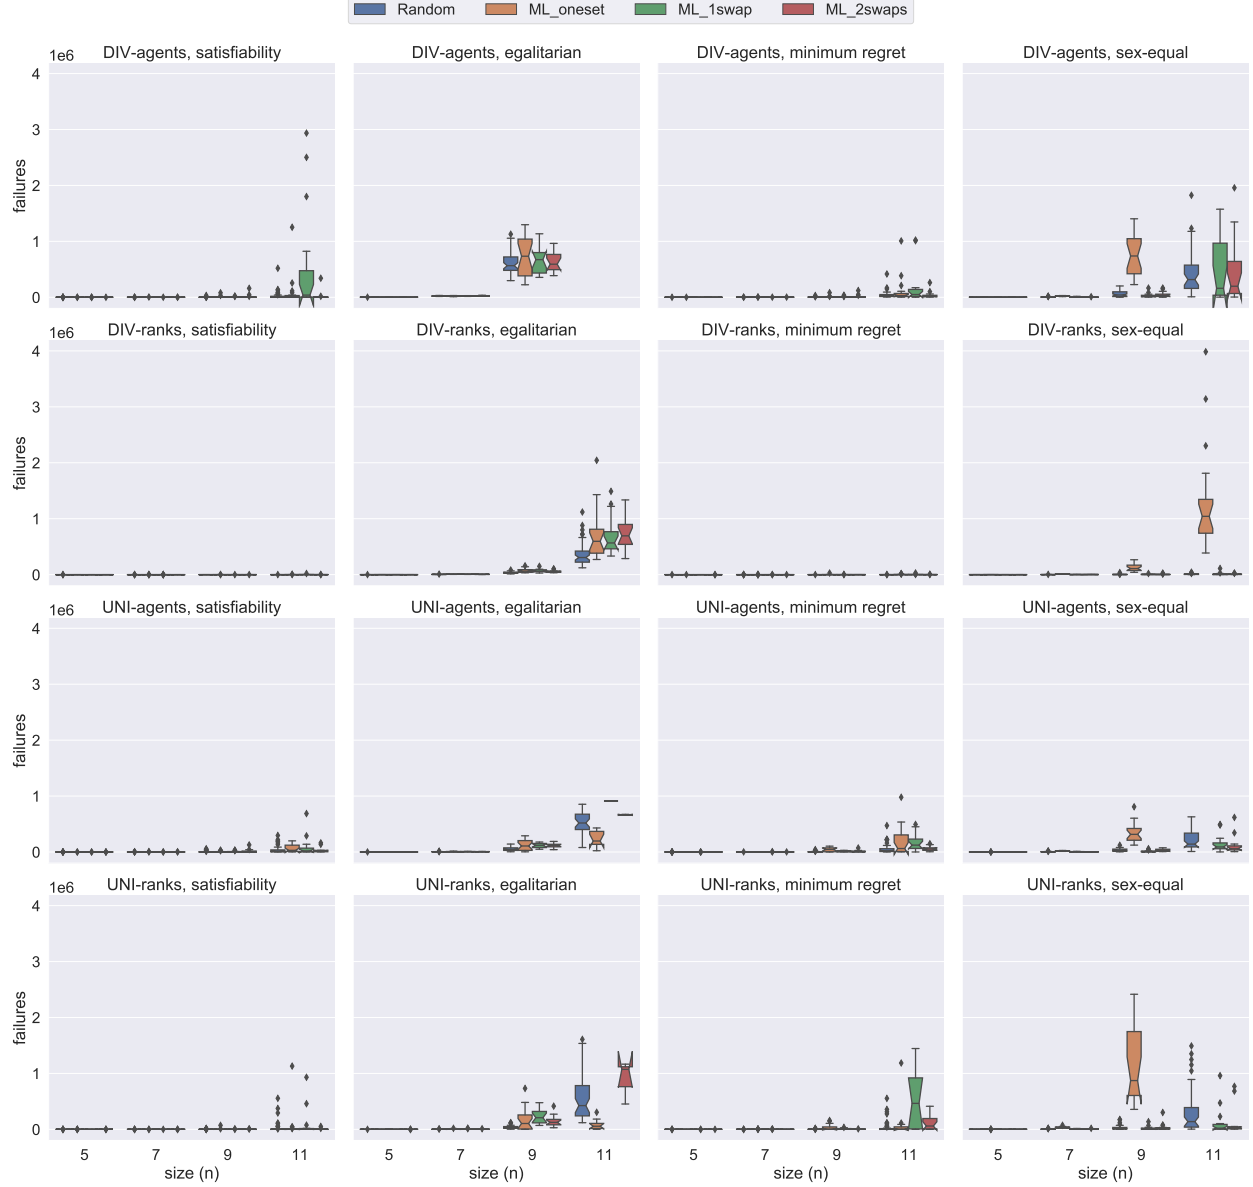 Random ML_oneset ML_1swap ML_2swaps
DIV-agents, satisfiability DIV-agents, egalitarian DIV-agents, minimum regret DIV-agents, sex-equal
1e6
4
3
2
1
0
failures
DIV-ranks, satisfiability DIV-ranks, egalitarian DIV-ranks, minimum regret DIV-ranks, sex-equal
1e6
4
3
2
1
0
failures
UNI-agents, satisfiability UNI-agents, egalitarian UNI-agents, minimum regret UNI-agents, sex-equal
1e6
4
3
2
1
0
failures
UNI-ranks, satisfiability UNI-ranks, egalitarian UNI-ranks, minimum regret UNI-ranks, sex-equal
1e6
4
3
2
1
0
failures
5 7 9 11 5 7 9 11 5 7 9 11 5 7 9 11
size (n) size (n) size (n) size (n)